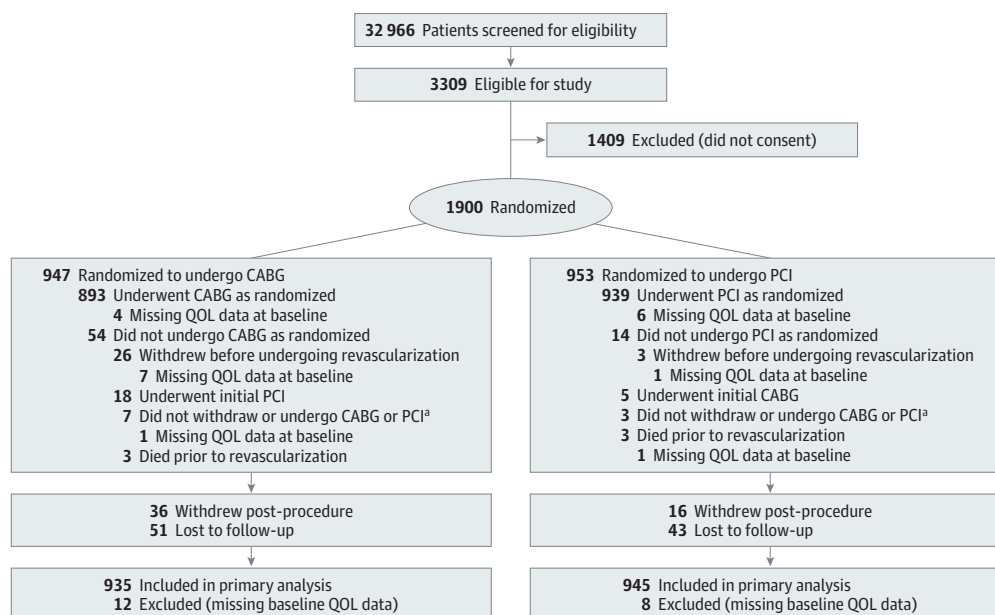 32 966 Patients screened for eligibility
3309 Eligible for study
1409 Excluded (did not consent)
1900 Randomized
947 Randomized to undergo CABG
893 Underwent CABG as randomized
4 Missing QOL data at baseline
54 Did not undergo CABG as randomized
26 Withdrew before undergoing revascularization
7 Missing QOL data at baseline
18 Underwent initial PCI
7 Did not withdraw or undergo CABG or PCIa
1 Missing QOL data at baseline
3 Died prior to revascularization
953 Randomized to undergo PCI
939 Underwent PCI as randomized
6 Missing QOL data at baseline
14 Did not undergo PCI as randomized
3 Withdrew before undergoing revascularization
1 Missing QOL data at baseline
5 Underwent initial CABG
3 Did not withdraw or undergo CABG or PCIa
3 Died prior to revascularization
1 Missing QOL data at baseline
36 Withdrew post-procedure
51 Lost to follow-up
16 Withdrew post-procedure
43 Lost to follow-up
935 Included in primary analysis
12 Excluded (missing baseline QOL data)
945 Included in primary analysis
8 Excluded (missing baseline QOL data)